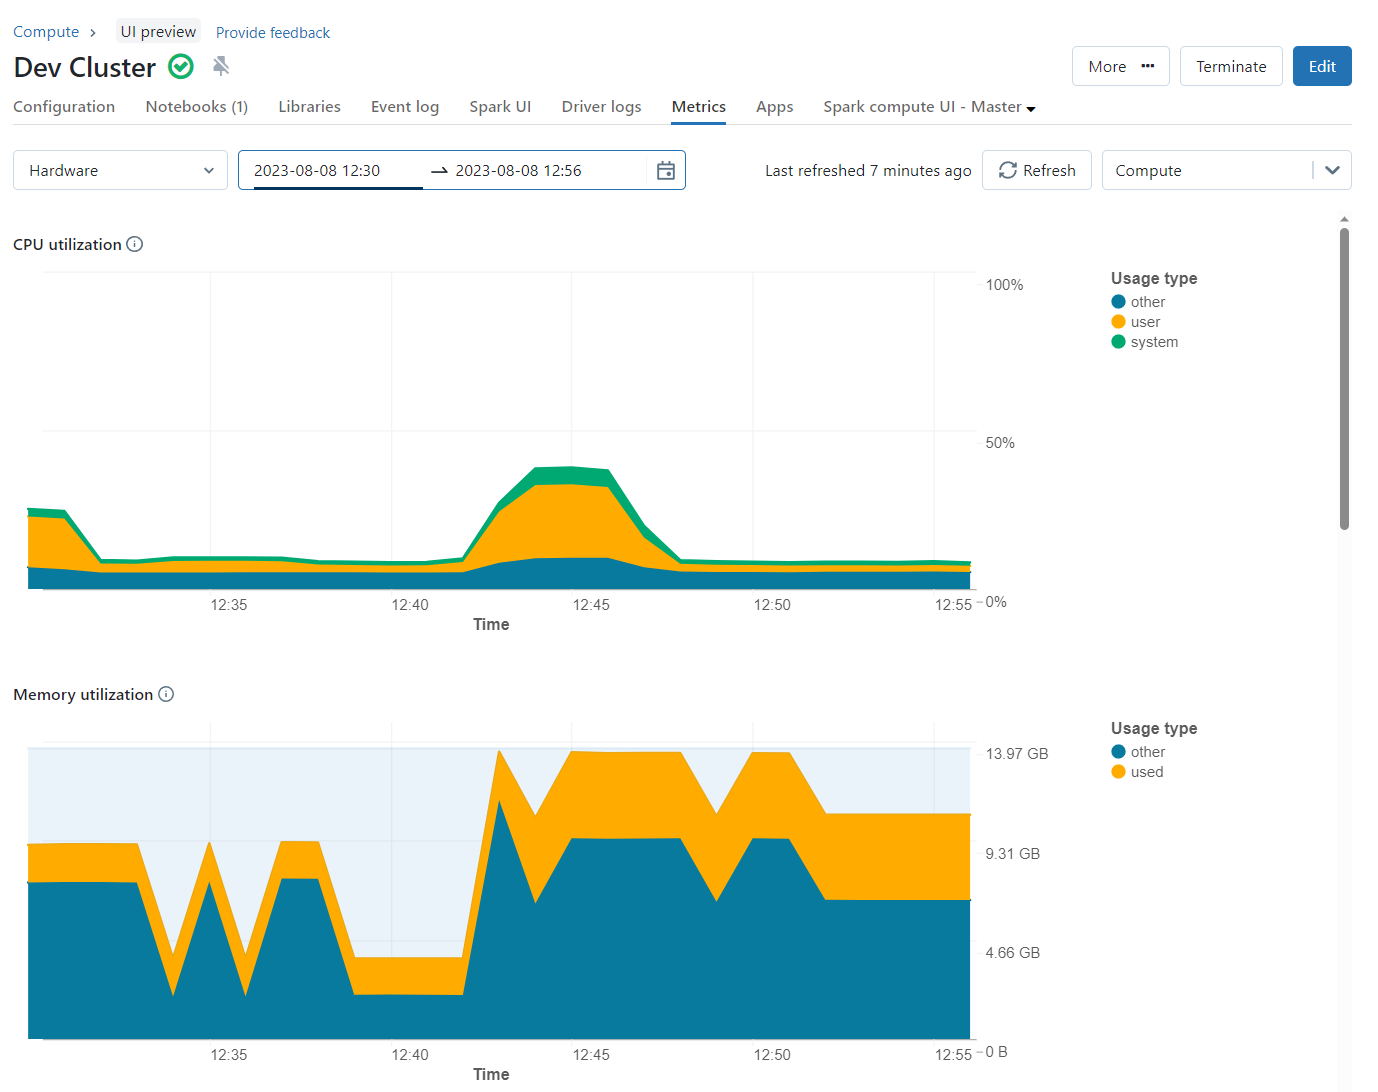 Compute > UI preview Provide feedback
Dev Cluster
More ••• Terminate Edit
Configuration Notebooks (1) Libraries Event log Spark UI Driver logs Metrics Apps Spark compute UI - Master
Hardware 2023-08-08 12:30 → 2023-08-08 12:56 Last refreshed 7 minutes ago Refresh Compute
CPU utilization
100%
50%
0%
12:35 12:40 12:45 12:50 12:55
Time
Usage type
other
user
system
Memory utilization
13.97 GB
9.31 GB
4.66 GB
0 B
12:35 12:40 12:45 12:50 12:55
Time
Usage type
other
used